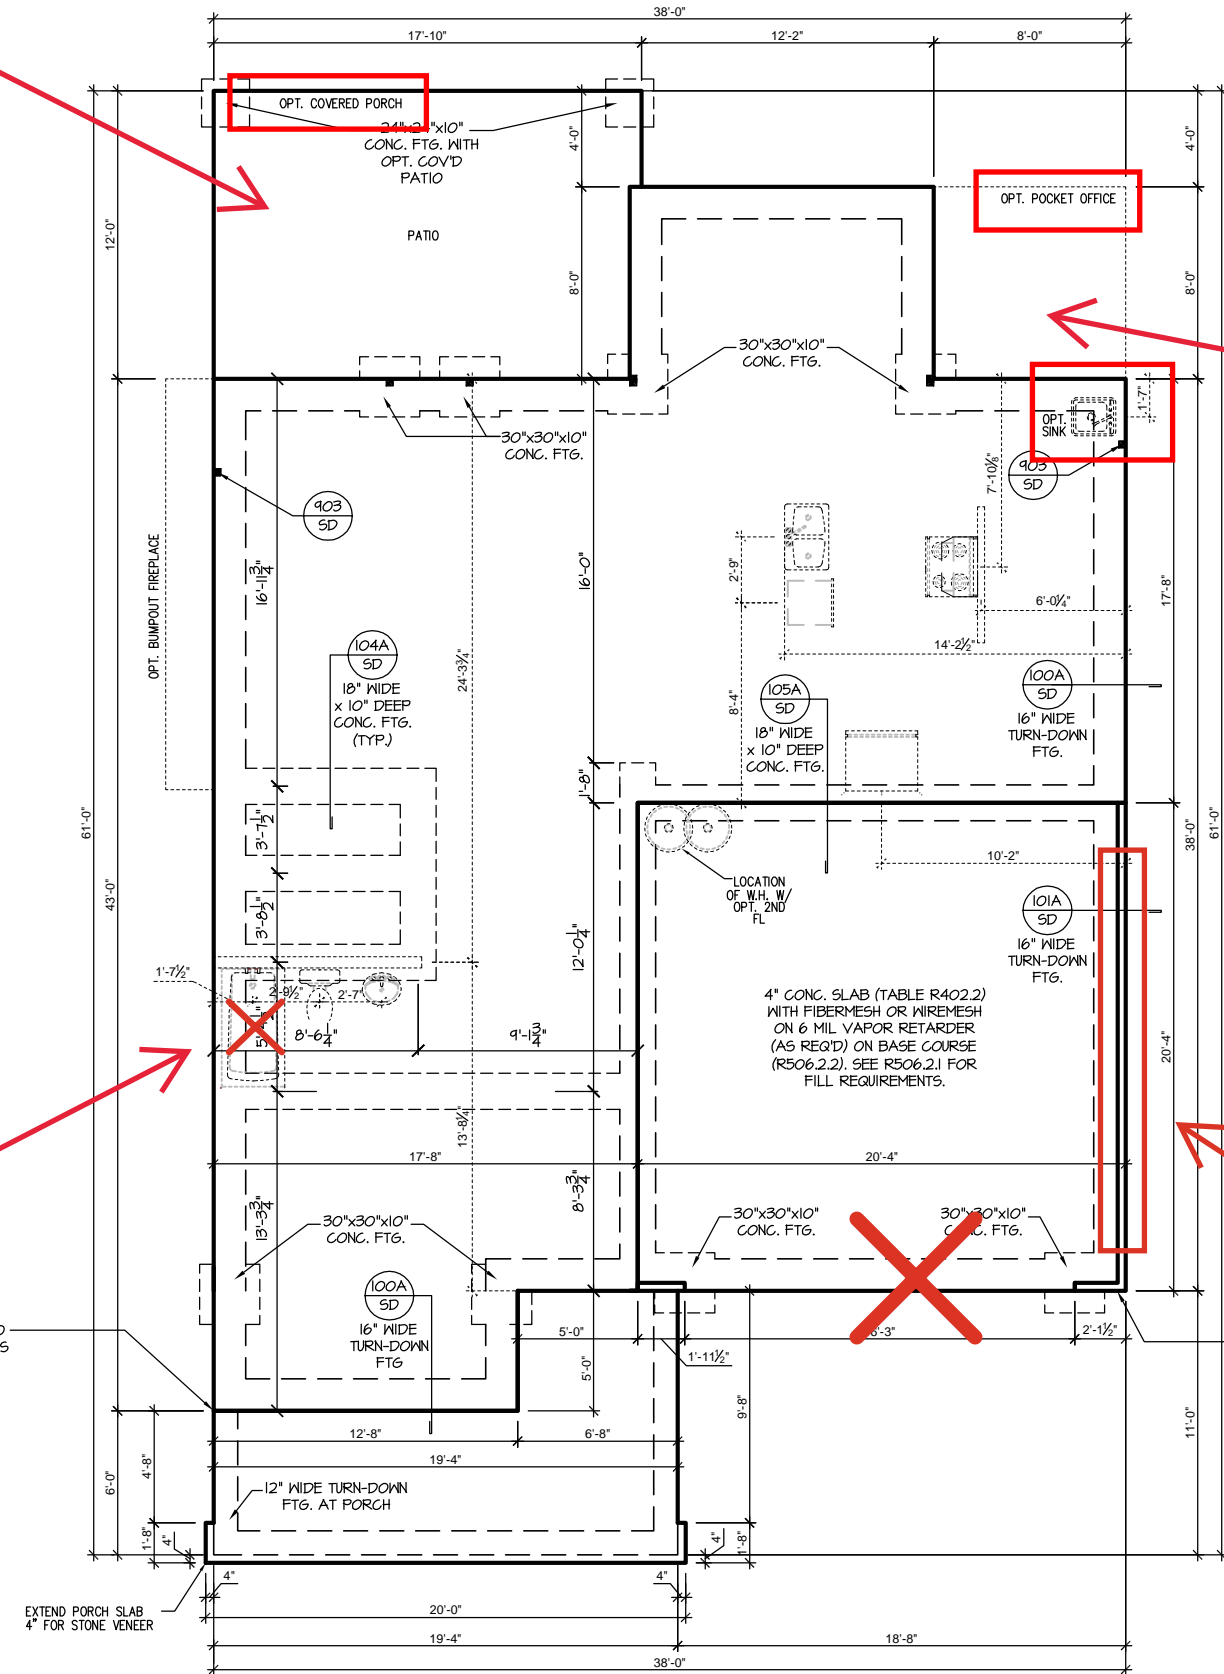 38'-0"
17'-10"
12'-2"
8'-0"
OPT. COVERED PORCH
24"x24"x10"
CONC. FTG. WITH
OPT. COV'D
PATIO
4'-0"
4'-0"
OPT. POCKET OFFICE
PATIO
12'-0"
8'-0"
8'-0"
30"x30"x10"
CONC. FTG.
1'-7"
OPT.
SINK
30"x30"x10"
CONC. FTG.
903
SD
7'-10⅞"
903
SD
OPT. BUMPOUT FIREPLACE
16'-11¾"
16'-0"
2'-9"
17'-8"
6'-0¼"
14'-2½"
104A
SD
18" WIDE
x 10" DEEP
CONC. FTG.
(TYP.)
24'-3¾"
8'-4"
105A
SD
18" WIDE
x 10" DEEP
CONC. FTG.
100A
SD
16" WIDE
TURN-DOWN
FTG.
1'-8"
61'-0"
3'-7½"
38'-0"
61'-0"
10'-2"
43'-0"
LOCATION
OF W.H. W/
OPT. 2ND
FL
3'-8½"
12'-0¼"
101A
SD
16" WIDE
TURN-DOWN
FTG.
1'-7½"
2'-9½"
2'-7"
8'-6¼"
9'-1¾"
4" CONC. SLAB (TABLE R402.2)
WITH FIBERMESH OR WIREMESH
ON 6 MIL VAPOR RETARDER
(AS REQ'D) ON BASE COURSE
(R506.2.2). SEE R506.2.1 FOR
FILL REQUIREMENTS.
20'-4"
13'-8¼"
17'-8"
20'-4"
13'-3¾"
8'-3¾"
30"x30"x10"
CONC. FTG.
30"x30"x10"
CONC. FTG.
30"x30"x10"
FTG.
100A
SD
16" WIDE
TURN-DOWN
FTG
5'-0"
2'-1½"
1'-11½"
5'-0"
9'-8"
11'-0"
12'-8"
6'-8"
19'-4"
4'-8"
6'-0"
12" WIDE TURN-DOWN
FTG. AT PORCH
1'-8"
4"
4"
1'-8"
4"
4"
EXTEND PORCH SLAB
4" FOR STONE VENEER
20'-0"
19'-4"
18'-8"
38'-0"